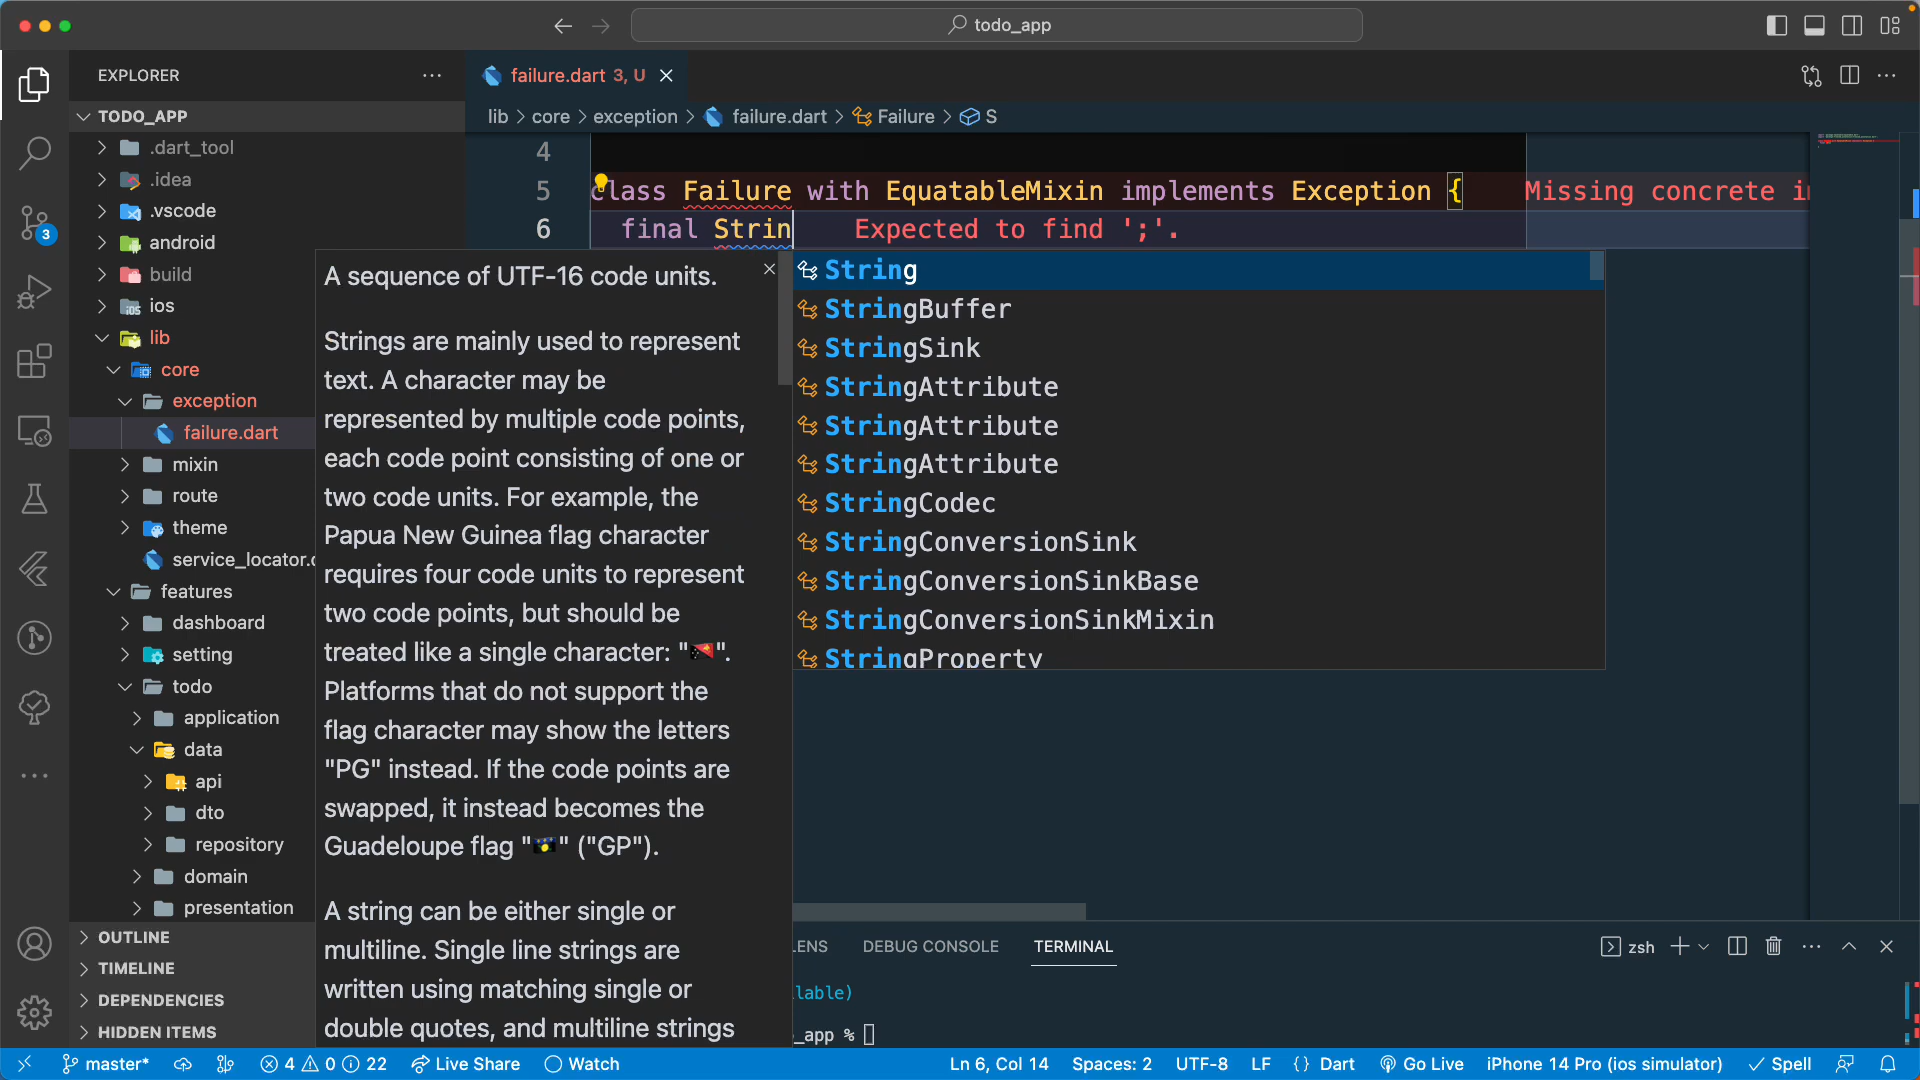 todo_app
EXPLORER
failure.dart 3, U
TODO_APP
lib > core > exception > failure.dart > Failure > S
.dart_tool
.idea
.vscode
android
build
ios
lib
core
exception
failure.dart
mixin
route
theme
service_locator.
features
dashboard
setting
todo
application
data
api
dto
repository
domain
presentation
OUTLINE
TIMELINE
DEPENDENCIES
HIDDEN ITEMS
3
4
5 class Failure with EquatableMixin implements Exception { Missing concrete i
6 final Strin Expected to find ';'.
A sequence of UTF-16 code units.
Strings are mainly used to represent
text. A character may be
represented by multiple code points,
each code point consisting of one or
two code units. For example, the
Papua New Guinea flag character
requires four code units to represent
two code points, but should be
treated like a single character: "🇵🇬".
Platforms that do not support the
flag character may show the letters
"PG" instead. If the code points are
swapped, it instead becomes the
Guadeloupe flag "🇬🇵" ("GP").
A string can be either single or
multiline. Single line strings are
written using matching single or
double quotes, and multiline strings
String
StringBuffer
StringSink
StringAttribute
StringAttribute
StringAttribute
StringCodec
StringConversionSink
StringConversionSinkBase
StringConversionSinkMixin
StringProperty
LENS DEBUG CONSOLE TERMINAL
zsh
lable)
_app %
master* 4 0 22 Live Share Watch
Ln 6, Col 14 Spaces: 2 UTF-8 LF {} Dart Go Live iPhone 14 Pro (ios simulator) Spell